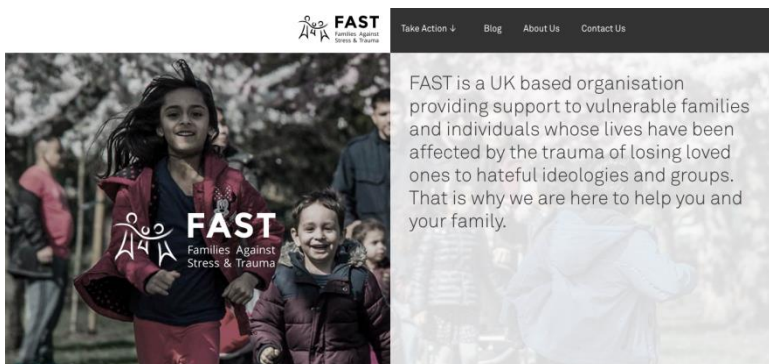 FAST
Families Against
Stress & Trauma
Take Action ↓
Blog
About Us
Contact Us
FAST
Families Against
Stress & Trauma
FAST is a UK based organisation
providing support to vulnerable families
and individuals whose lives have been
affected by the trauma of losing loved
ones to hateful ideologies and groups.
That is why we are here to help you and
your family.